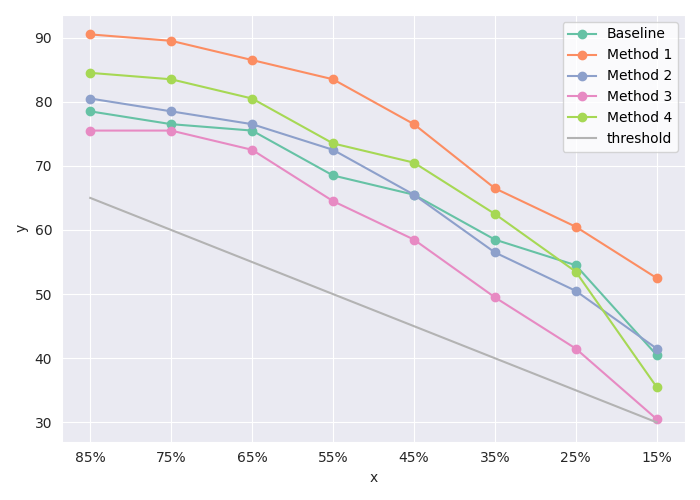 90
80
70
60
50
40
30
y
85% 75% 65% 55% 45% 35% 25% 15%
x
Baseline
Method 1
Method 2
Method 3
Method 4
threshold